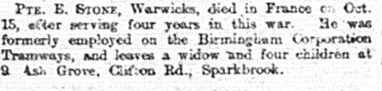 PTE. E. STONE, Warwicks, died in France on Oct.
15, after serving four years in this war. He was
formerly employed on the Birmingham Corporation
Tramways, and leaves a widow and four children at
9 Ash Grove, Clifton Rd., Sparkbrook.